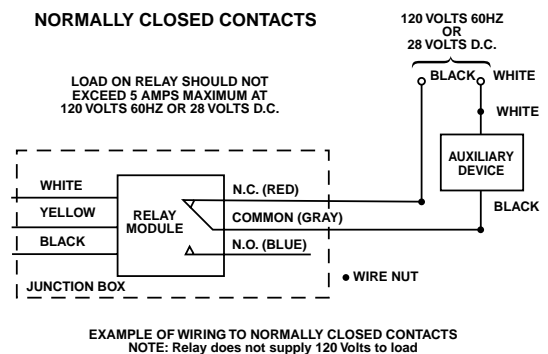 NORMALLY CLOSED CONTACTS
120 VOLTS 60HZ
OR
28 VOLTS D.C.
BLACK WHITE
LOAD ON RELAY SHOULD NOT
EXCEED 5 AMPS MAXIMUM AT
120 VOLTS 60HZ OR 28 VOLTS D.C.
WHITE
AUXILIARY
DEVICE
BLACK
WHITE
YELLOW
BLACK
RELAY
MODULE
N.C. (RED)
COMMON (GRAY)
N.O. (BLUE)
JUNCTION BOX
WIRE NUT
EXAMPLE OF WIRING TO NORMALLY CLOSED CONTACTS
NOTE: Relay does not supply 120 Volts to load